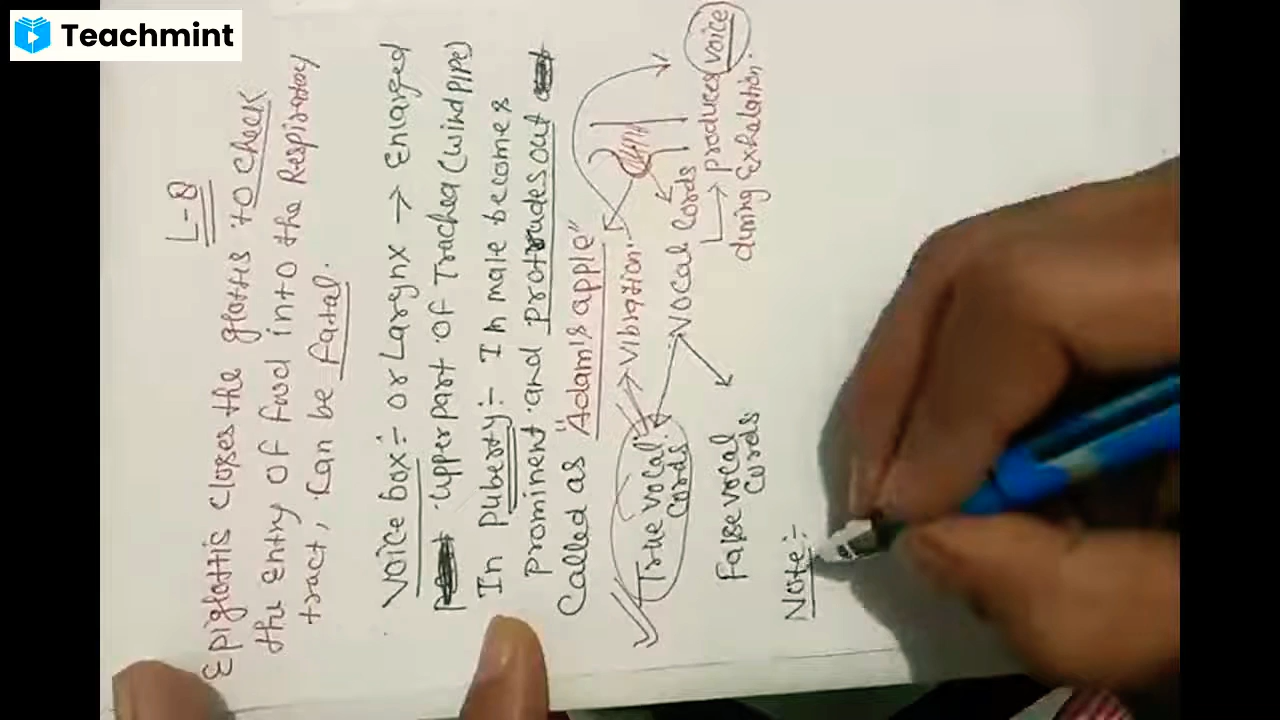 Teachmint
L-8
Epiglottis closes the glottis to check
the entry of food into the Respiratory
tract, can be fatal.
Voice box:- or Larynx → Enlarged
upper part of Trachea (wind pipe)
In puberty:- In male becomes
prominent and protrudes out
called as "Adam's apple"
→ vibration.
Vocal Cords
→ produces voice
during Exhalation.
True vocal
Cords
False vocal
Cords
Note:-